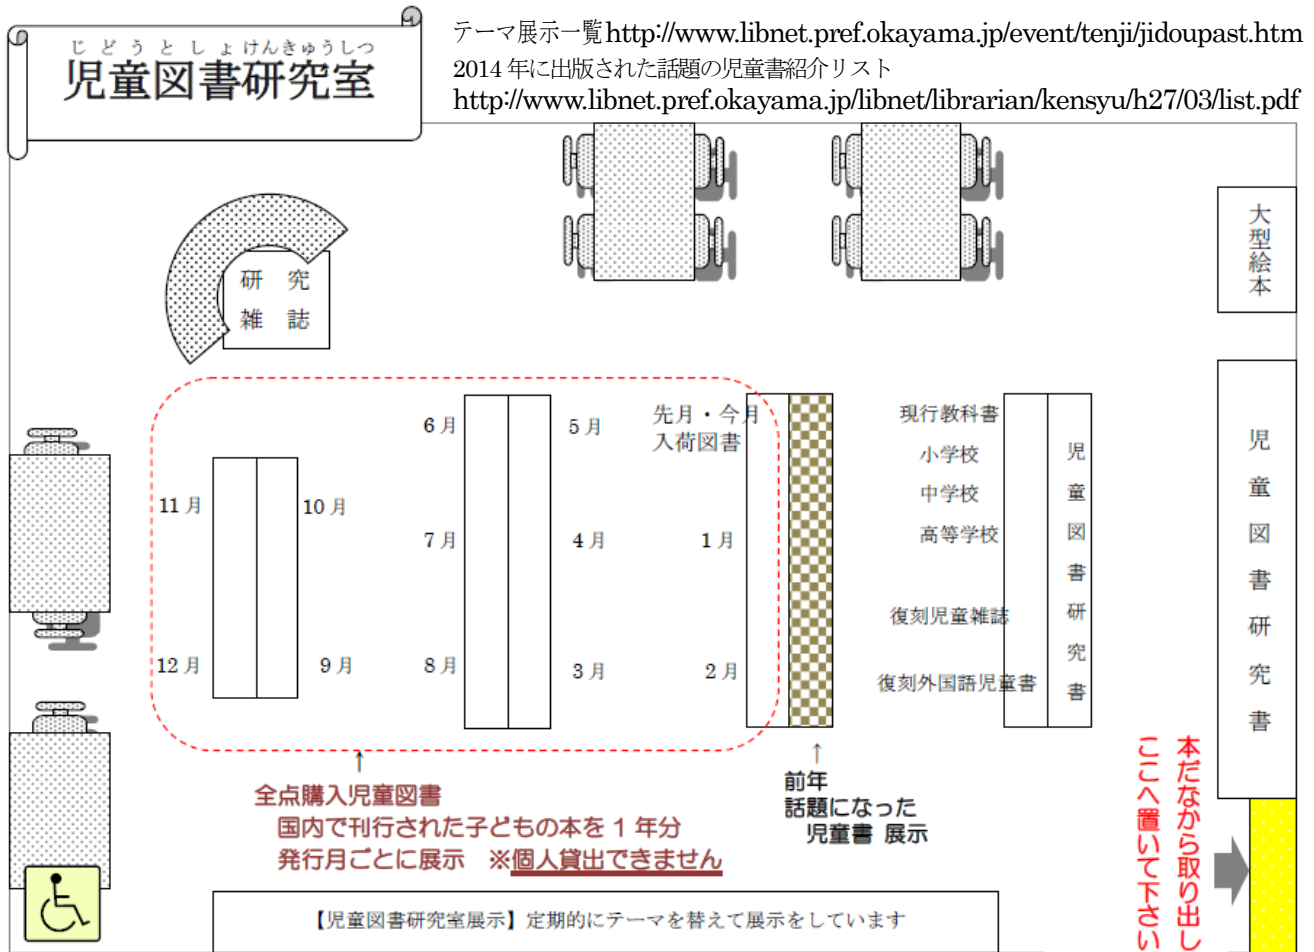 じどうとしょけんきゅうしつ
児童図書研究室
テーマ展示一覧http://www.libnet.pref.okayama.jp/event/tenji/jidoupast.htm
2014年に出版された話題の児童書紹介リスト
http://www.libnet.pref.okayama.jp/libnet/librarian/kensyu/h27/03/list.pdf
研究
雑誌
大型絵本
6月
5月
先月・今月
入荷図書
11月
10月
7月
4月
1月
12月
9月
8月
3月
2月
現行教科書
小学校
中学校
高等学校
復刻児童雑誌
復刻外国語児童書
児童図書研究書
児童図書研究書
↑
全点購入児童図書
国内で刊行された子どもの本を1年分
発行月ごとに展示 ※個人貸出できません
↑
前年
話題になった
児童書 展示
本だなから取り出し
ここへ置いて下さい
【児童図書研究室展示】定期的にテーマを替えて展示をしています